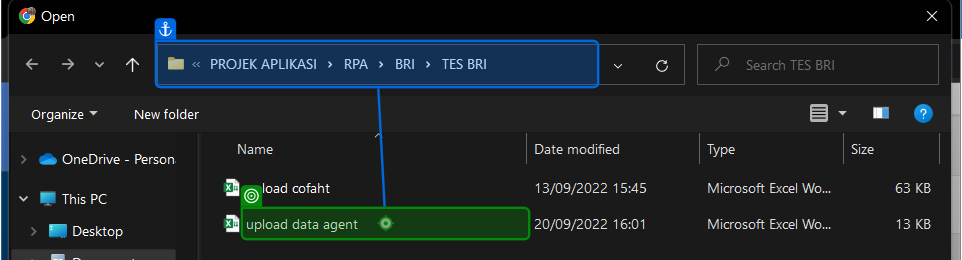 Open
« PROJEK APLIKASI › RPA › BRI › TES BRI
Search TES BRI
Organize New folder
Name Date modified Type Size
OneDrive - Persona
load cofaht 13/09/2022 15:45 Microsoft Excel Wo... 63 KB
This PC
upload data agent 20/09/2022 16:01 Microsoft Excel Wo... 13 KB
Desktop